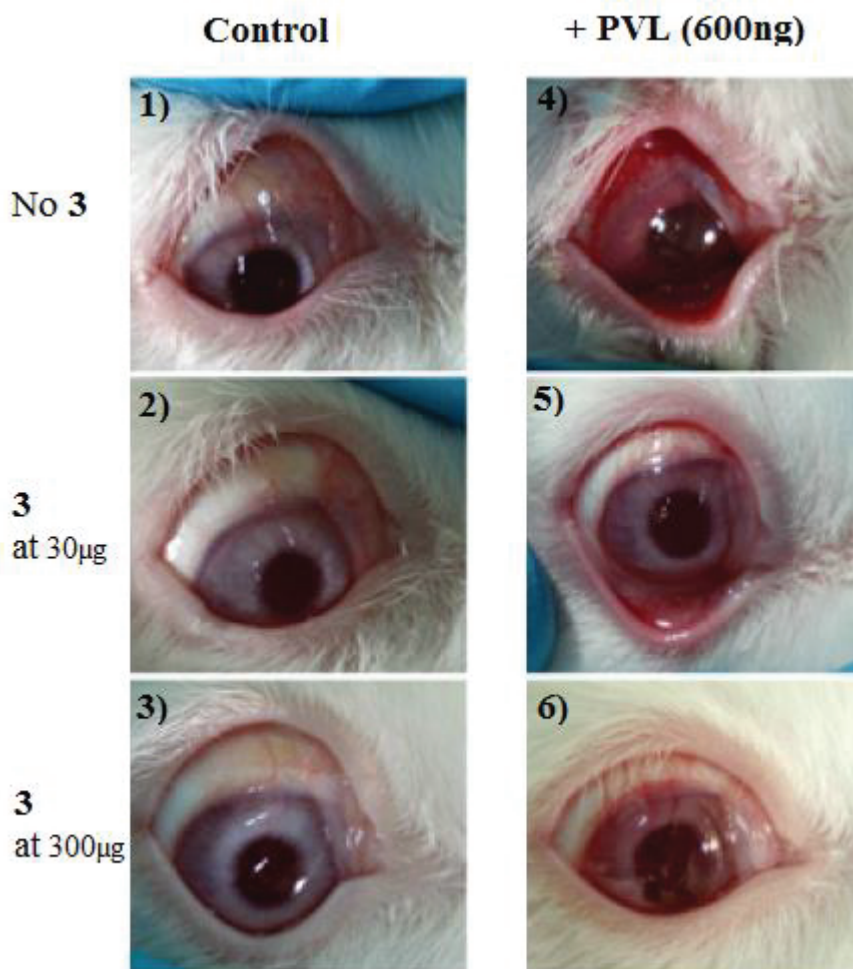 Control
+ PVL (600ng)
1)
4)
No 3
2)
5)
3
at 30µg
3)
6)
3
at 300µg